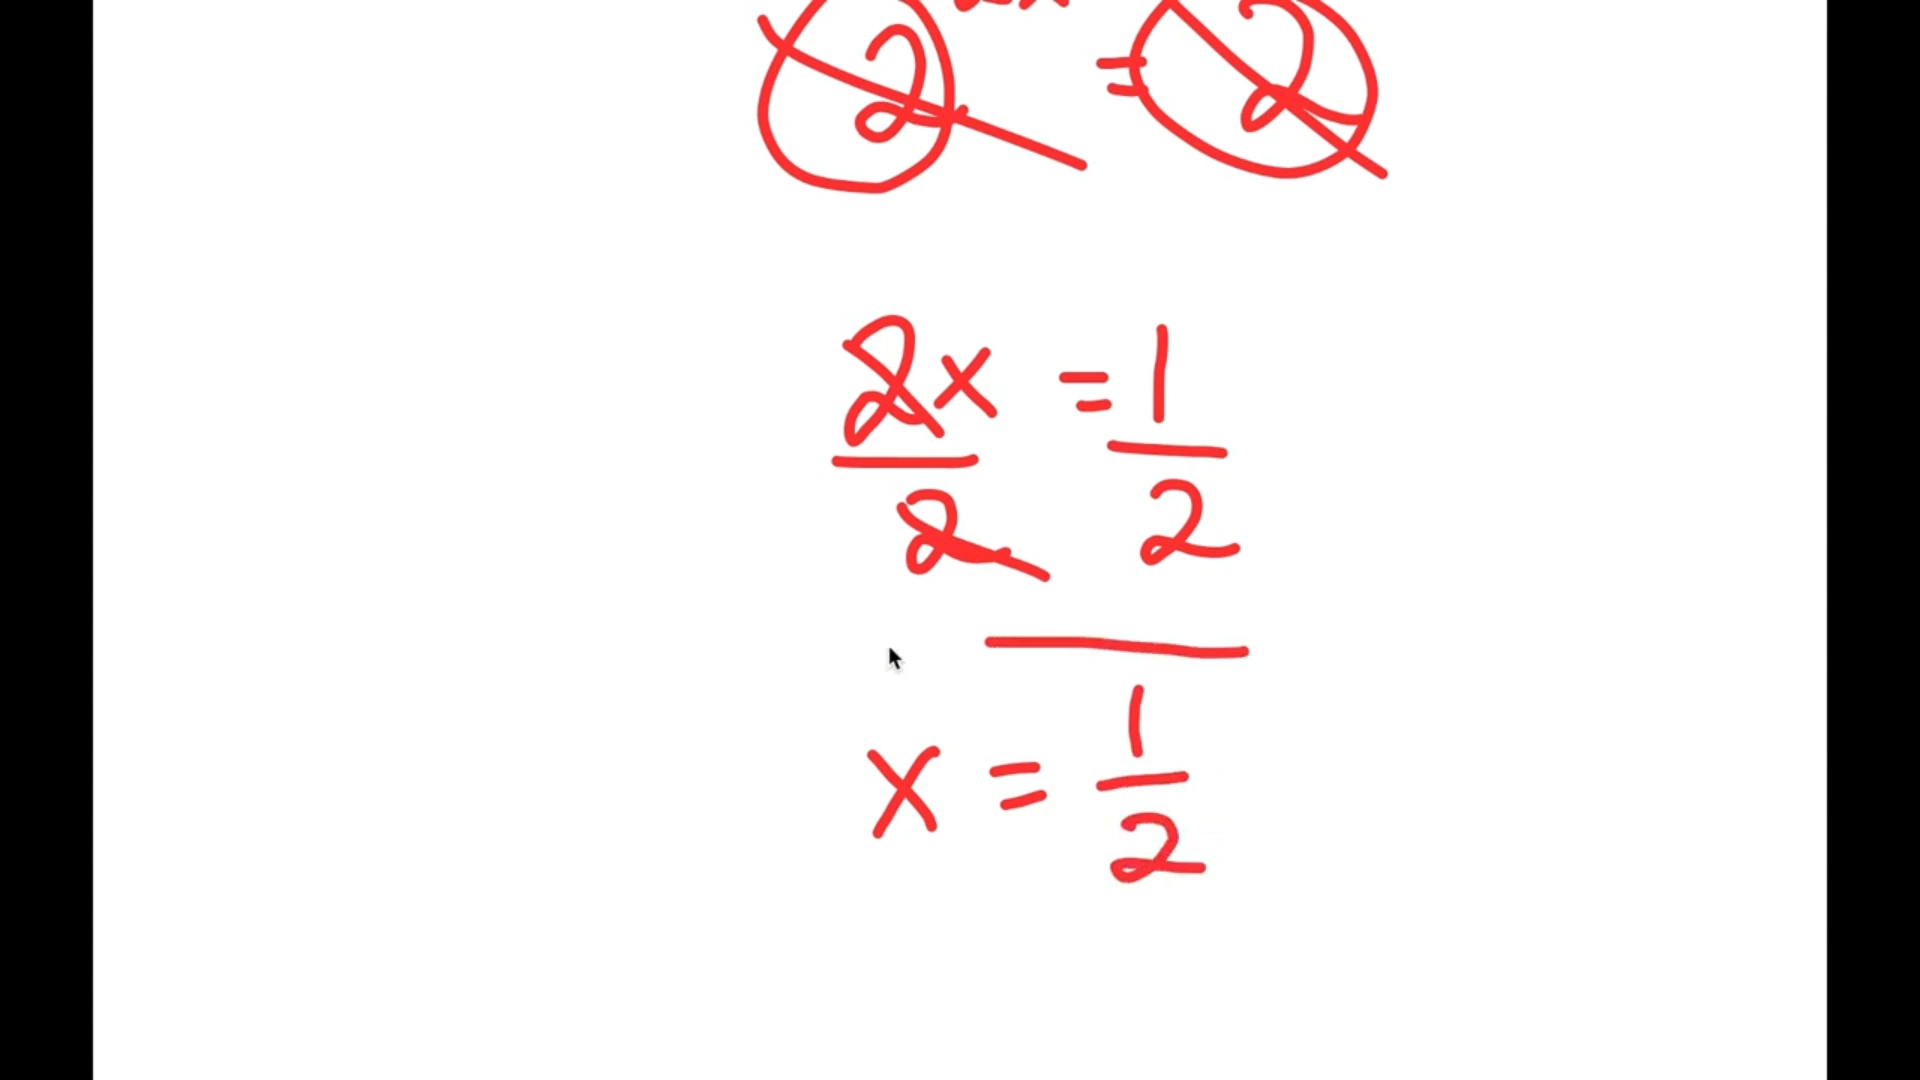 2 = 2
2x = 1
2 2
x = 1
2